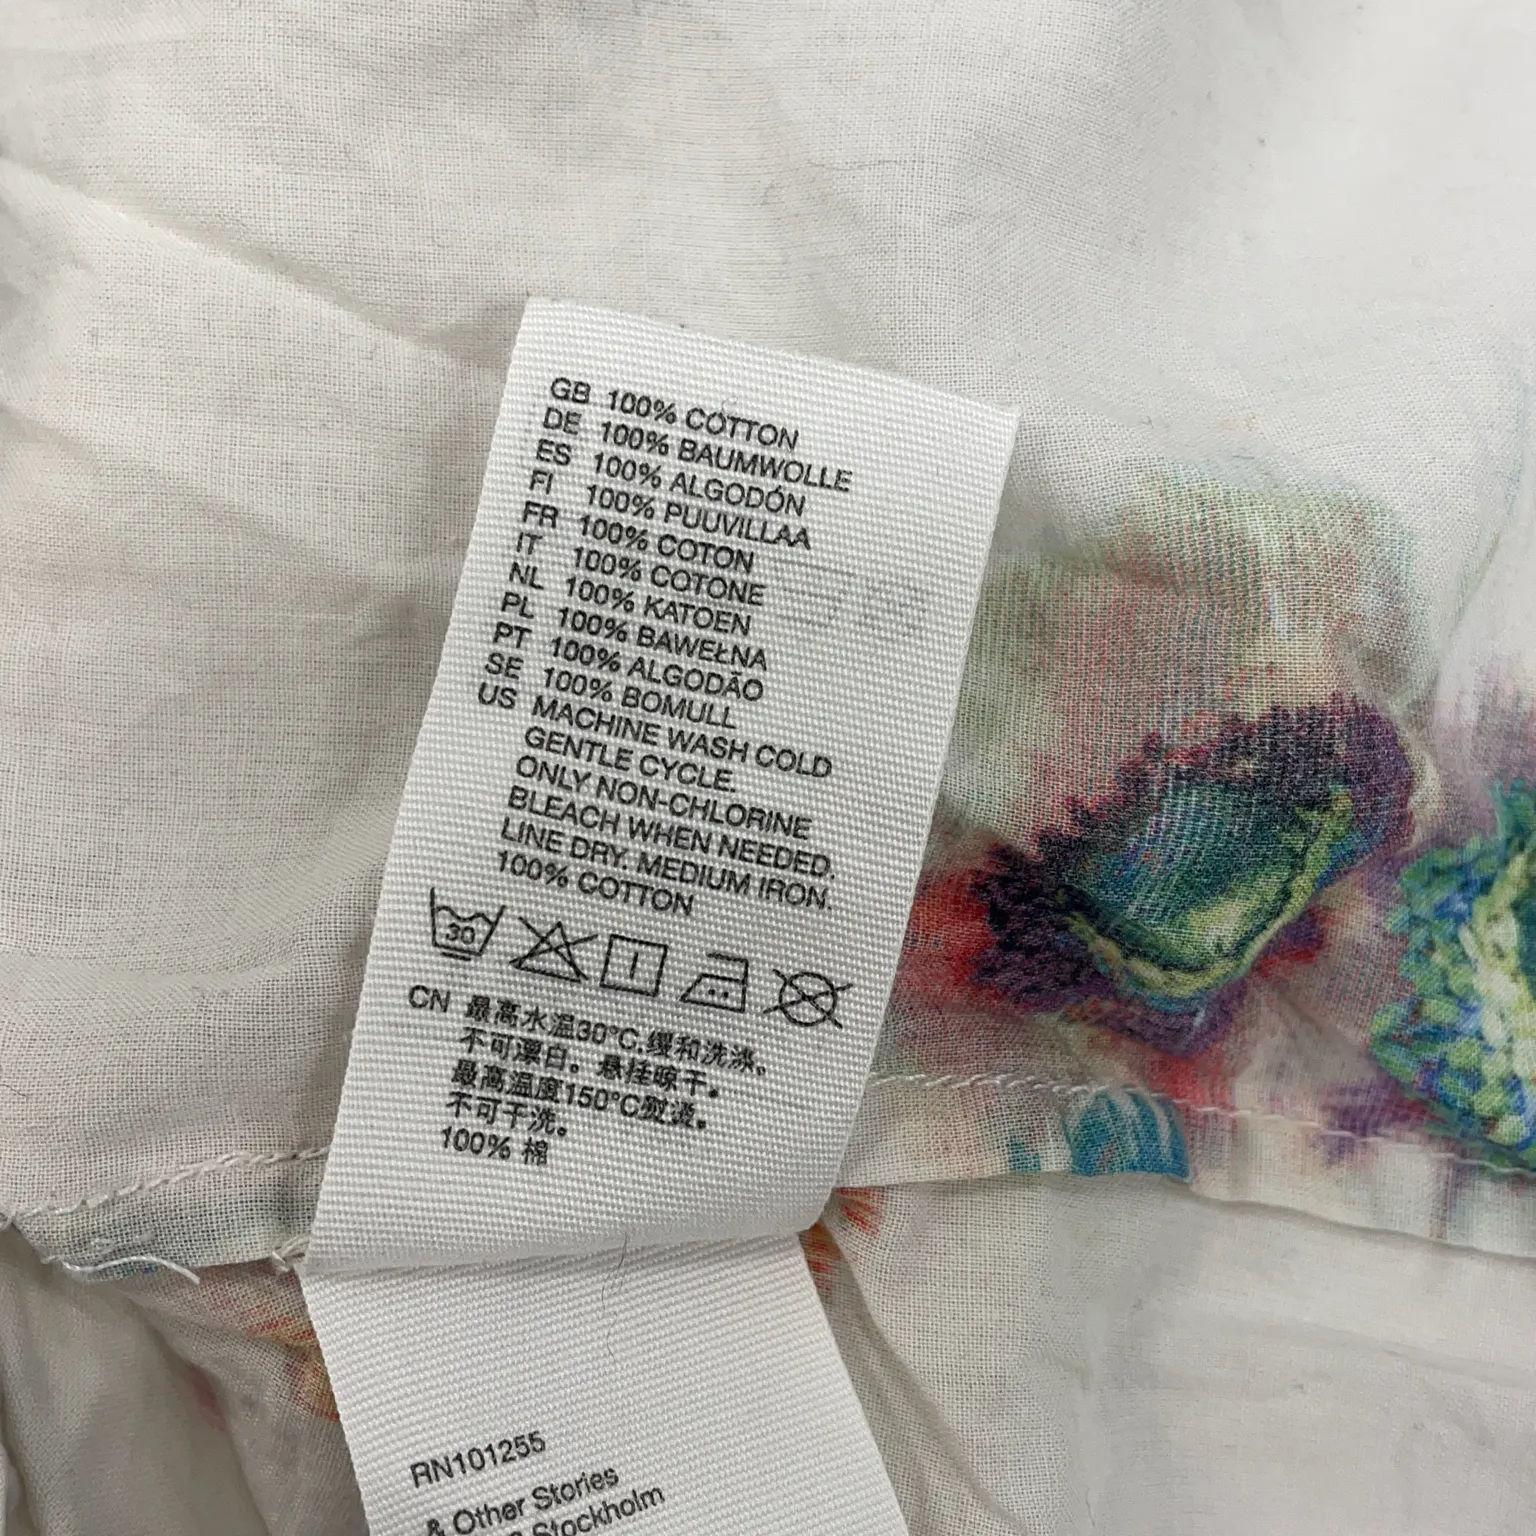 GB 100% COTTON
DE 100% BAUMWOLLE
ES 100% ALGODÓN
FI 100% PUUVILLAA
FR 100% COTON
IT 100% COTONE
NL 100% KATOEN
PL 100% BAWEŁNA
PT 100% ALGODÃO
SE 100% BOMULL
US MACHINE WASH COLD
GENTLE CYCLE.
ONLY NON-CHLORINE
BLEACH WHEN NEEDED.
LINE DRY. MEDIUM IRON.
100% COTTON
30
CN 最高水温30°C.缓和洗涤。
不可漂白。悬挂晾干。
最高温度150°C熨烫。
不可干洗。
100% 棉
RN101255
& Other Stories
Stockholm